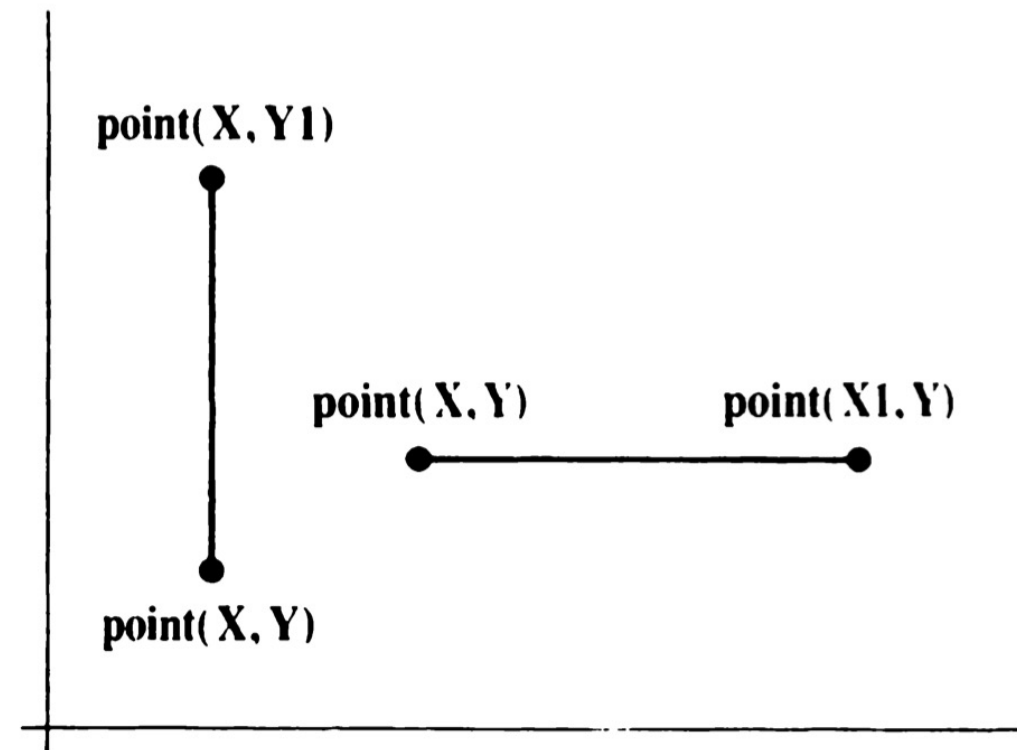 point(X, Y1)
point(X, Y)
point(X1, Y)
point(X, Y)